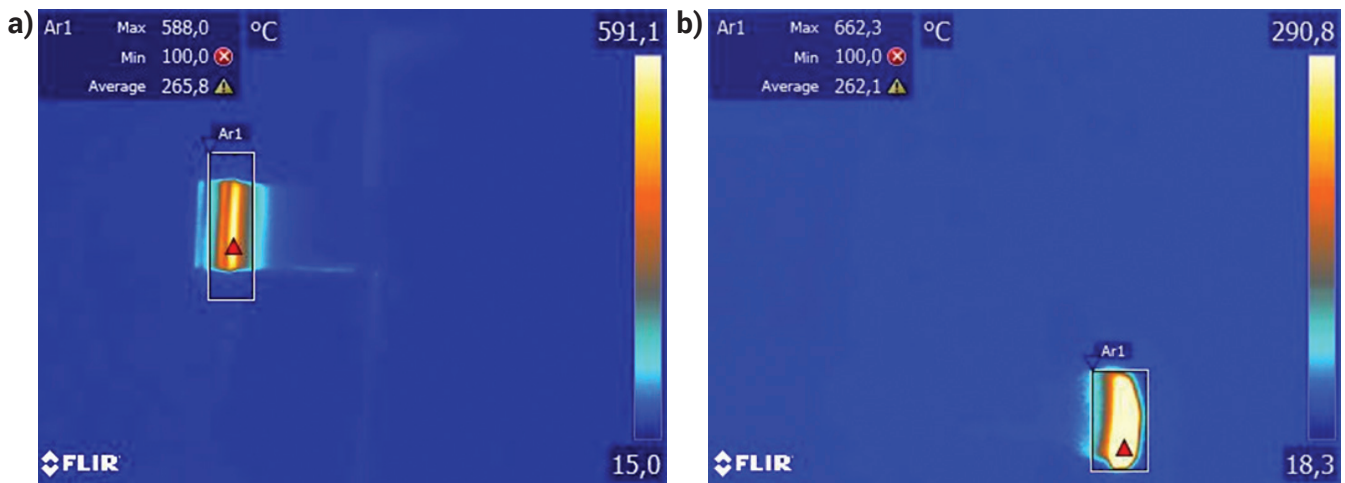 a)
Ar1 Max 588,0 °C
Min 100,0
Average 265,8
591,1
Ar1
15,0
FLIR
b)
Ar1 Max 662,3 °C
Min 100,0
Average 262,1
290,8
Ar1
18,3
FLIR